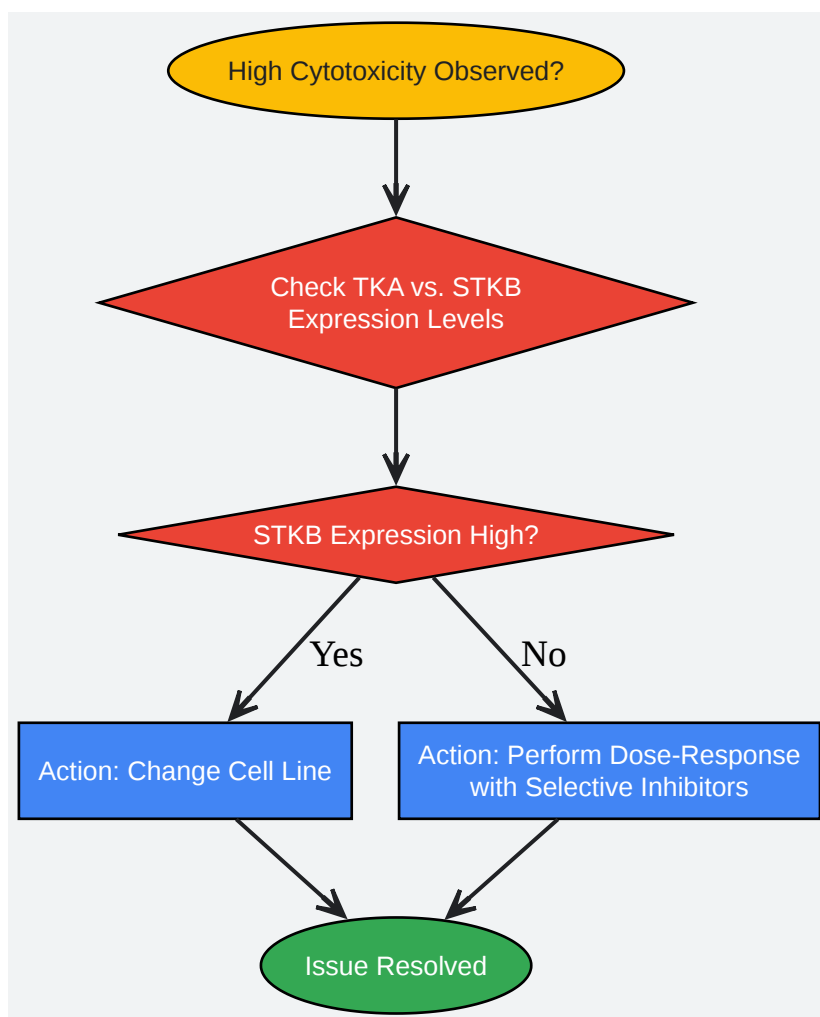 High Cytotoxicity Observed?
Check TKA vs. STKB
Expression Levels
STKB Expression High?
Yes
No
Action: Change Cell Line
Action: Perform Dose-Response
with Selective Inhibitors
Issue Resolved